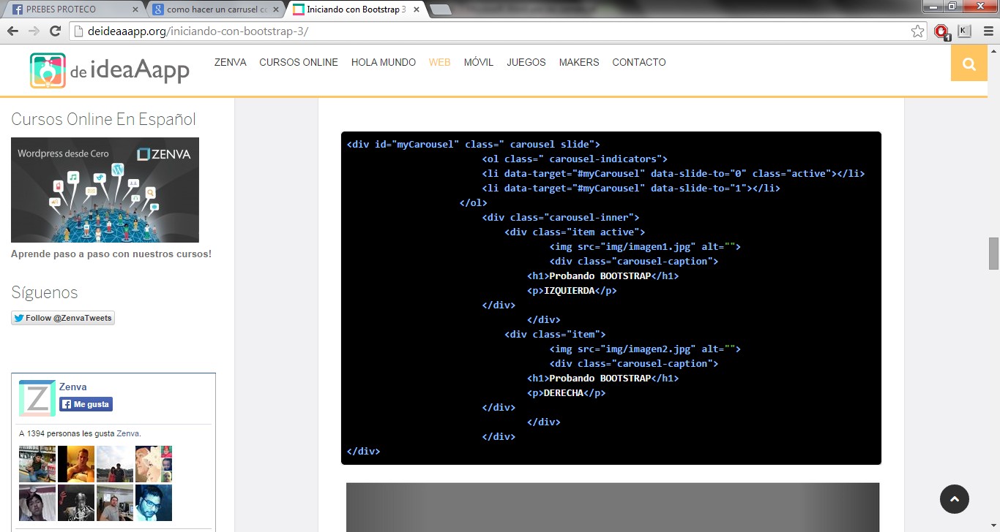 PREBES PROTECO
como hacer un carrusel co
Iniciando con Bootstrap 3
deideaaapp.org/iniciando-con-bootstrap-3/
1
K
de ideaAapp
ZENVA CURSOS ONLINE HOLA MUNDO WEB MÓVIL JUEGOS MAKERS CONTACTO
Cursos Online En Español
Wordpress desde Cero ZENVA
Aprende paso a paso con nuestros cursos!
Síguenos
Follow @ZenvaTweets
Z
Zenva
Me gusta
A 1394 personas les gusta Zenva.
<div id="myCarousel" class=" carousel slide">
<ol class=" carousel-indicators">
<li data-target="#myCarousel" data-slide-to="0" class="active"></li>
<li data-target="#myCarousel" data-slide-to="1"></li>
</ol>
<div class="carousel-inner">
<div class="item active">
<img src="img/imagen1.jpg" alt="">
<div class="carousel-caption">
<h1>Probando BOOTSTRAP</h1>
<p>IZQUIERDA</p>
</div>
</div>
<div class="item">
<img src="img/imagen2.jpg" alt="">
<div class="carousel-caption">
<h1>Probando BOOTSTRAP</h1>
<p>DERECHA</p>
</div>
</div>
</div>
</div>